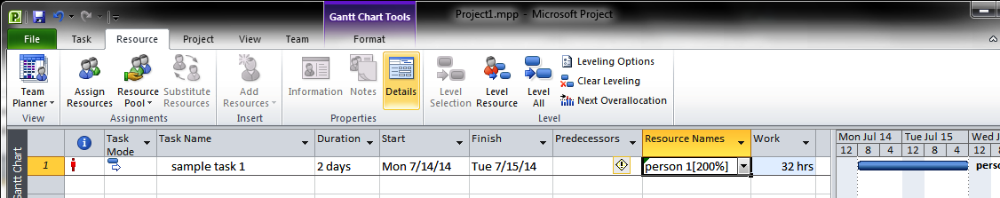 Gantt Chart Tools
Project1.mpp - Microsoft Project
File Task Resource Project View Team Format
Team Planner
Assign Resources
Resource Pool
Substitute Resources
Add Resources
Information
Notes
Details
Level Selection
Level Resource
Level All
Leveling Options
Clear Leveling
Next Overallocation
View Assignments Insert Properties Level
Gantt Chart
Task Mode Task Name Duration Start Finish Predecessors Resource Names Work
Mon Jul 14 Tue Jul 15 Wed J
12 8 4 12 8 4 12 8
1 sample task 1 2 days Mon 7/14/14 Tue 7/15/14 person 1[200%] 32 hrs perso